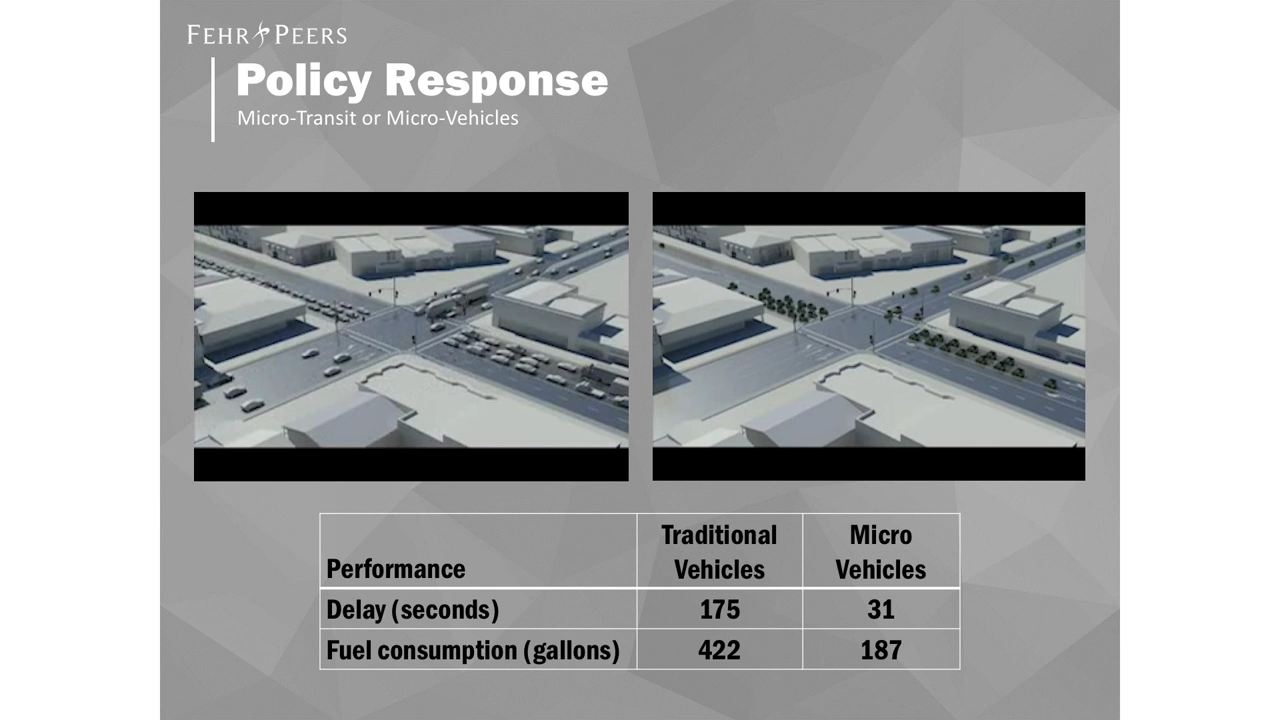 FEHR PEERS
Policy Response
Micro-Transit or Micro-Vehicles
Performance
Traditional Vehicles
Micro Vehicles
Delay (seconds)
175
31
Fuel consumption (gallons)
422
187